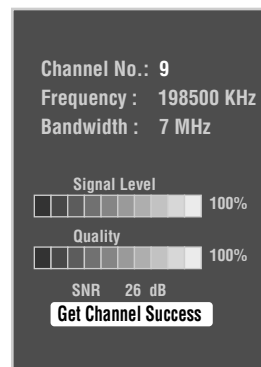 Channel No.: 9
Frequency : 198500 KHz
Bandwidth : 7 MHz
Signal Level
100%
Quality
100%
SNR 26 dB
Get Channel Success